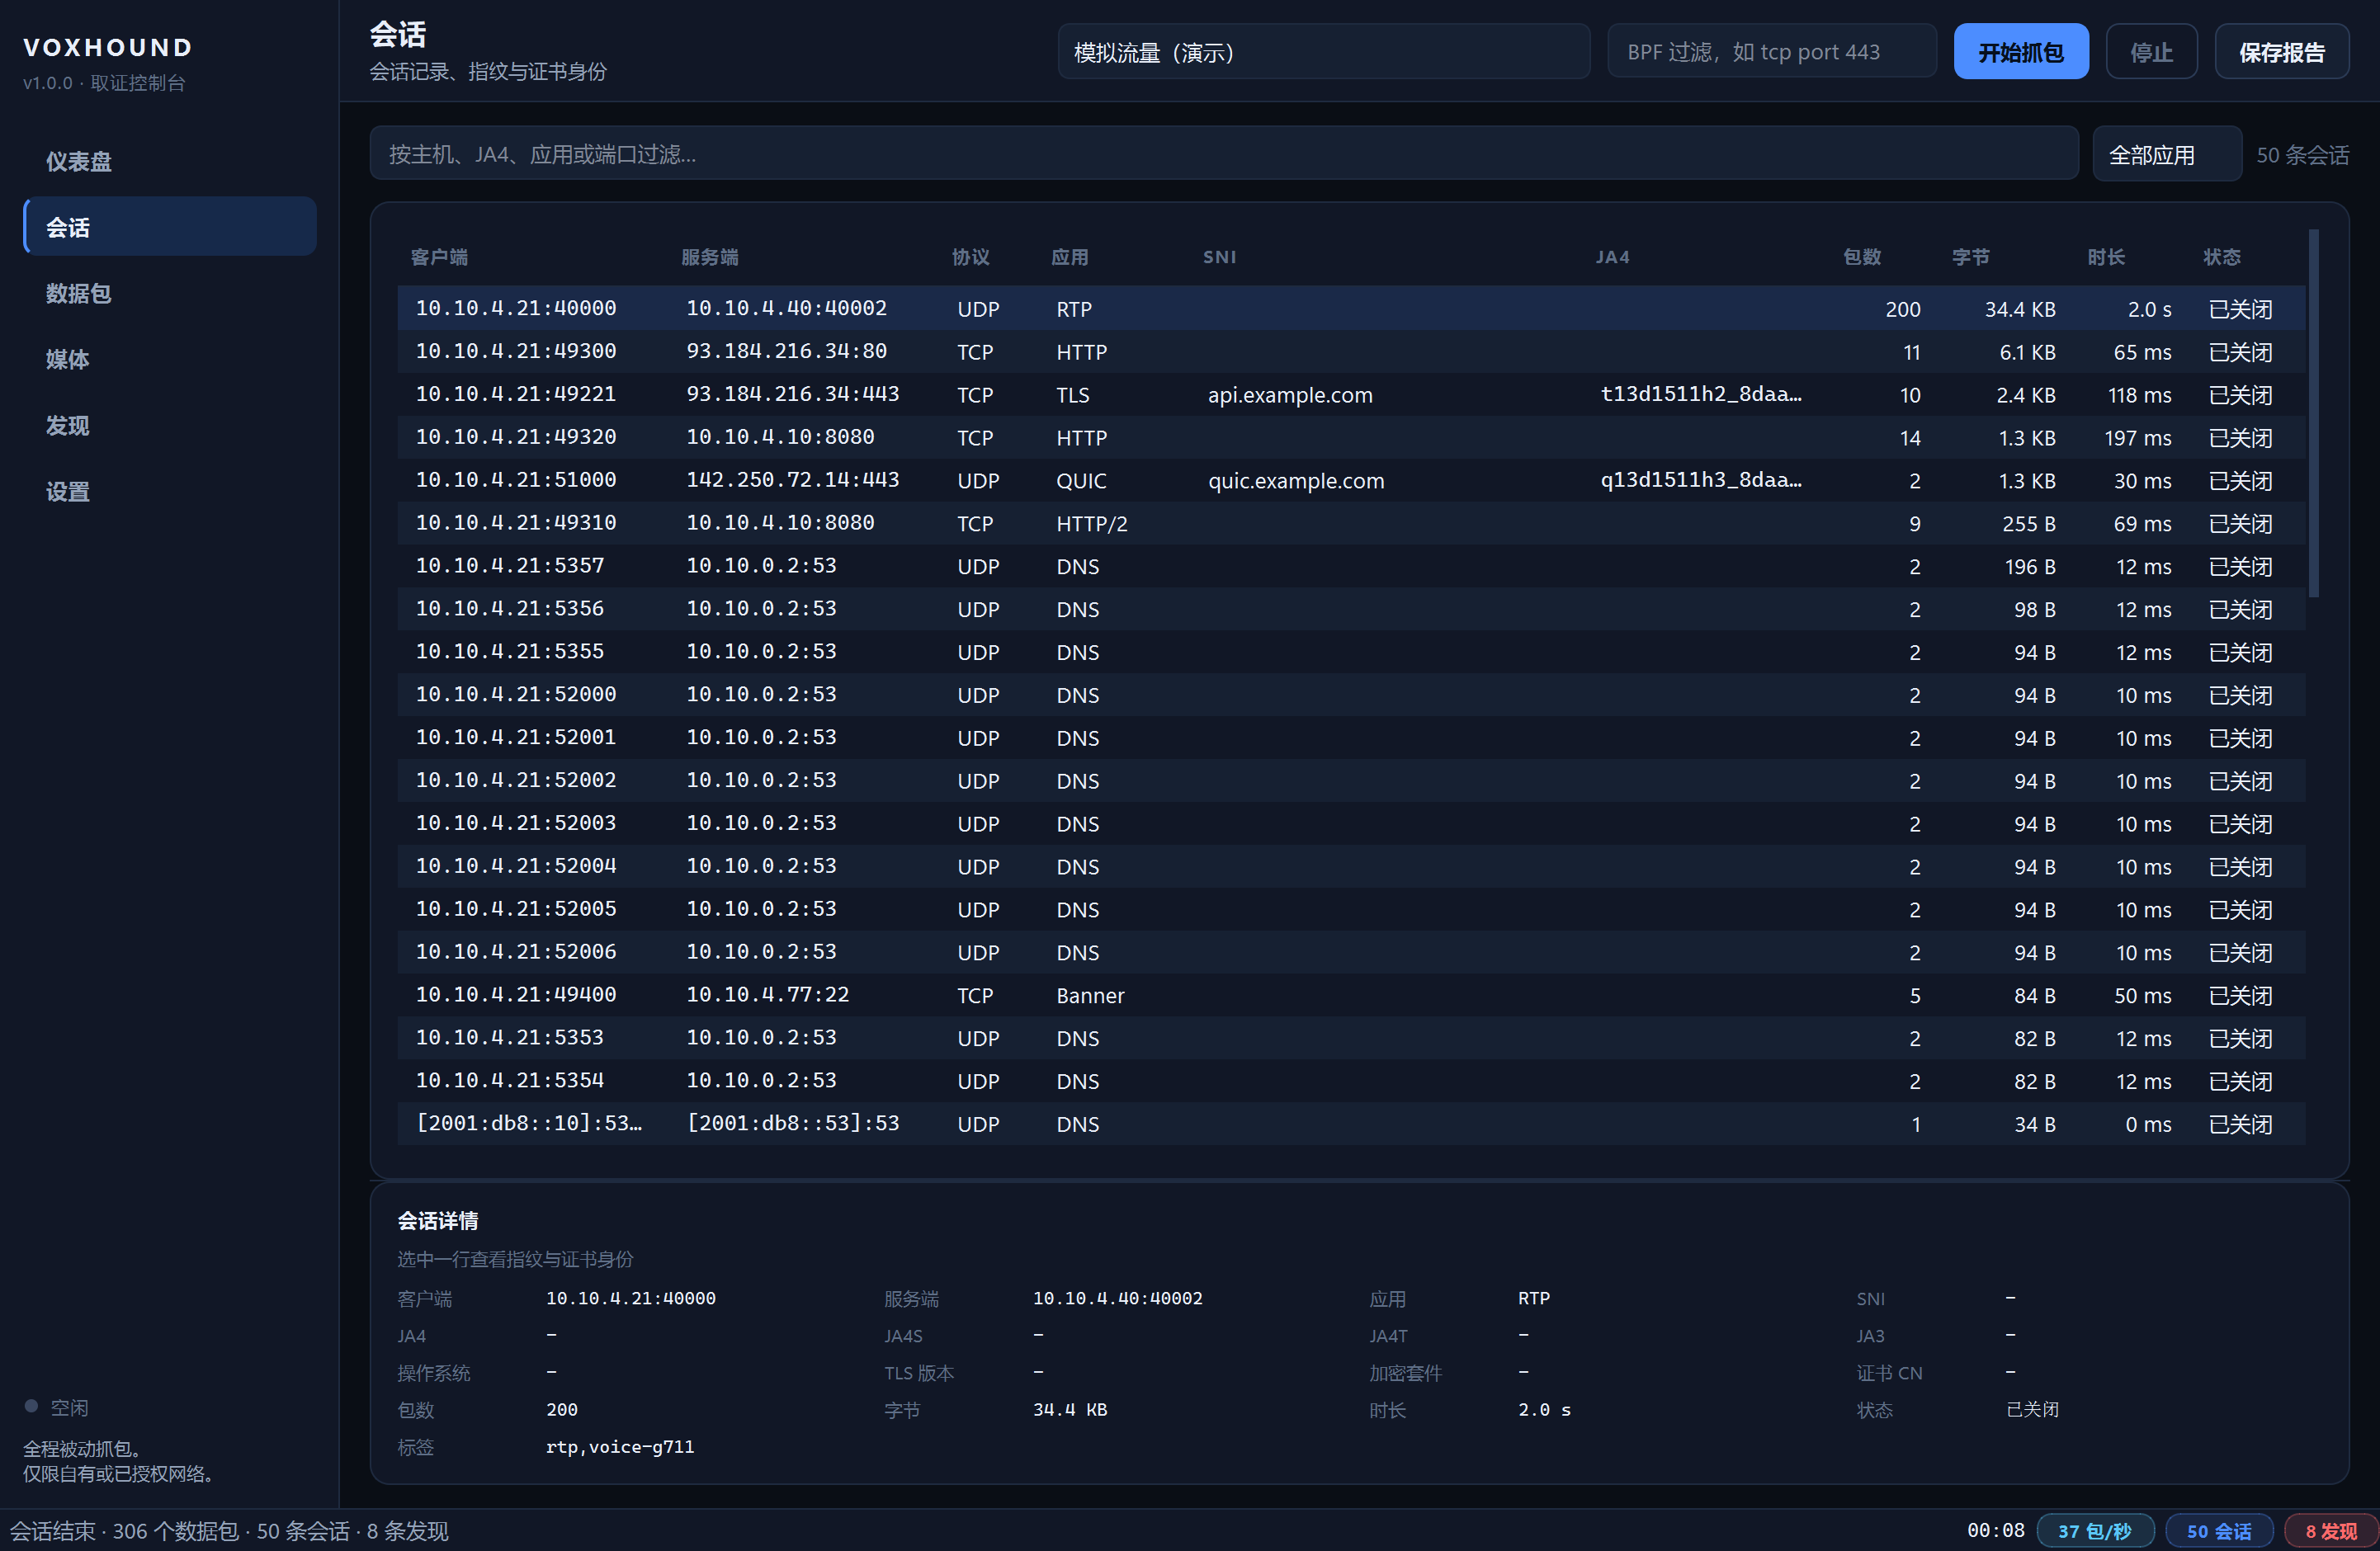 VOXHOUND
v1.0.0 · 取证控制台
仪表盘
会话
数据包
媒体
发现
设置
空闲
全程被动抓包。
仅限自有或已授权网络。
会话
会话记录、指纹与证书身份
模拟流量（演示） BPF 过滤，如 tcp port 443 开始抓包 停止 保存报告
按主机、JA4、应用或端口过滤... 全部应用 50 条会话
客户端 服务端 协议 应用 SNI JA4 包数 字节 时长 状态
10.10.4.21:40000 10.10.4.40:40002 UDP RTP 200 34.4 KB 2.0 s 已关闭
10.10.4.21:49300 93.184.216.34:80 TCP HTTP 11 6.1 KB 65 ms 已关闭
10.10.4.21:49221 93.184.216.34:443 TCP TLS api.example.com t13d1511h2_8daa… 10 2.4 KB 118 ms 已关闭
10.10.4.21:49320 10.10.4.10:8080 TCP HTTP 14 1.3 KB 197 ms 已关闭
10.10.4.21:51000 142.250.72.14:443 UDP QUIC quic.example.com q13d1511h3_8daa… 2 1.3 KB 30 ms 已关闭
10.10.4.21:49310 10.10.4.10:8080 TCP HTTP/2 9 255 B 69 ms 已关闭
10.10.4.21:5357 10.10.0.2:53 UDP DNS 2 196 B 12 ms 已关闭
10.10.4.21:5356 10.10.0.2:53 UDP DNS 2 98 B 12 ms 已关闭
10.10.4.21:5355 10.10.0.2:53 UDP DNS 2 94 B 12 ms 已关闭
10.10.4.21:52000 10.10.0.2:53 UDP DNS 2 94 B 10 ms 已关闭
10.10.4.21:52001 10.10.0.2:53 UDP DNS 2 94 B 10 ms 已关闭
10.10.4.21:52002 10.10.0.2:53 UDP DNS 2 94 B 10 ms 已关闭
10.10.4.21:52003 10.10.0.2:53 UDP DNS 2 94 B 10 ms 已关闭
10.10.4.21:52004 10.10.0.2:53 UDP DNS 2 94 B 10 ms 已关闭
10.10.4.21:52005 10.10.0.2:53 UDP DNS 2 94 B 10 ms 已关闭
10.10.4.21:52006 10.10.0.2:53 UDP DNS 2 94 B 10 ms 已关闭
10.10.4.21:49400 10.10.4.77:22 TCP Banner 5 84 B 50 ms 已关闭
10.10.4.21:5353 10.10.0.2:53 UDP DNS 2 82 B 12 ms 已关闭
10.10.4.21:5354 10.10.0.2:53 UDP DNS 2 82 B 12 ms 已关闭
[2001:db8::10]:53… [2001:db8::53]:53 UDP DNS 1 34 B 0 ms 已关闭
会话详情
选中一行查看指纹与证书身份
客户端 10.10.4.21:40000 服务端 10.10.4.40:40002 应用 RTP SNI –
JA4 – JA4S – JA4T – JA3 –
操作系统 – TLS 版本 – 加密套件 – 证书 CN –
包数 200 字节 34.4 KB 时长 2.0 s 状态 已关闭
标签 rtp,voice-g711
会话结束 · 306 个数据包 · 50 条会话 · 8 条发现 00:08 37 包/秒 50 会话 8 发现